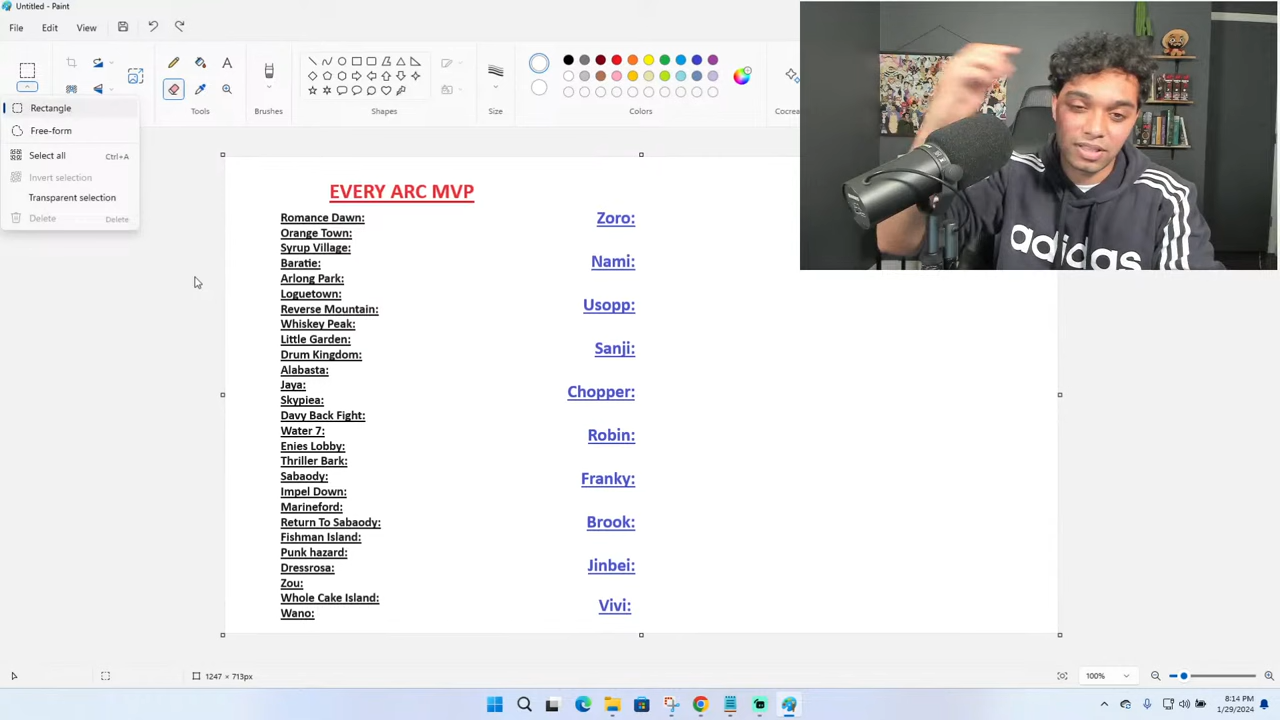 Untitled - Paint
File
Edit
View
Rectangle
Free-form
Select all
Ctrl+A
Invert selection
Transparent selection
Delete
Delete
Tools
Brushes
Shapes
Size
Colors
adidas
EVERY ARC MVP
Romance Dawn:
Orange Town:
Syrup Village:
Baratie:
Arlong Park:
Loguetown:
Reverse Mountain:
Whiskey Peak:
Little Garden:
Drum Kingdom:
Alabasta:
Jaya:
Skypiea:
Davy Back Fight:
Water 7:
Enies Lobby:
Thriller Bark:
Sabaody:
Impel Down:
Marineford:
Return To Sabaody:
Fishman Island:
Punk hazard:
Dressrosa:
Zou:
Whole Cake Island:
Wano:
Zoro:
Nami:
Usopp:
Sanji:
Chopper:
Robin:
Franky:
Brook:
Jinbei:
Vivi:
1247 × 713px
100%
8:14 PM
1/29/2024